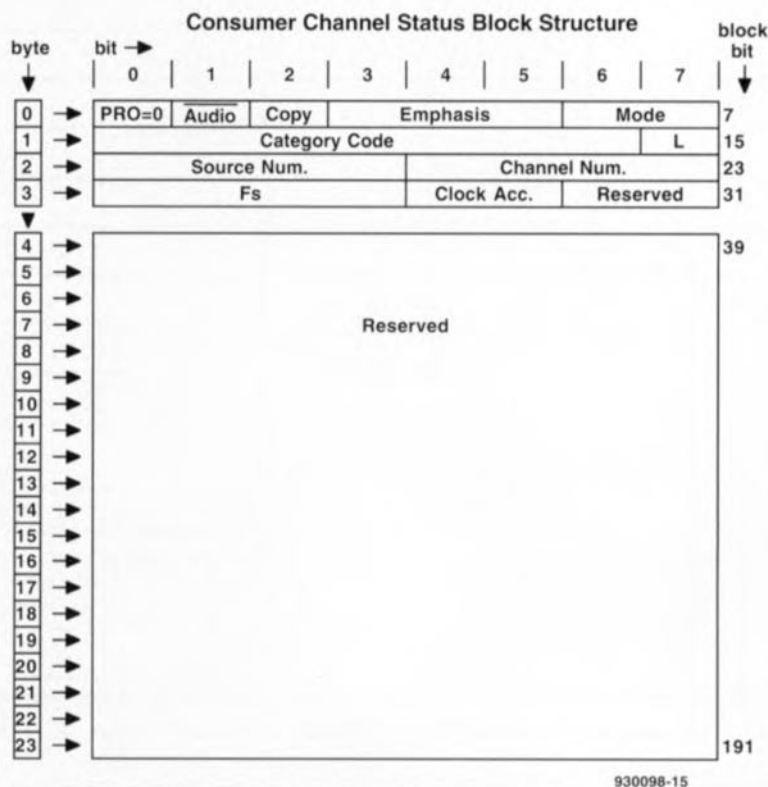 Consumer Channel Status Block Structure
byte bit block bit
0 1 2 3 4 5 6 7
0 PRO=0 Audio Copy Emphasis Mode 7
1 Category Code L 15
2 Source Num. Channel Num. 23
3 Fs Clock Acc. Reserved 31
4 39
5
6
7 Reserved
8
9
10
11
12
13
14
15
16
17
18
19
20
21
22
23 191
930098-15